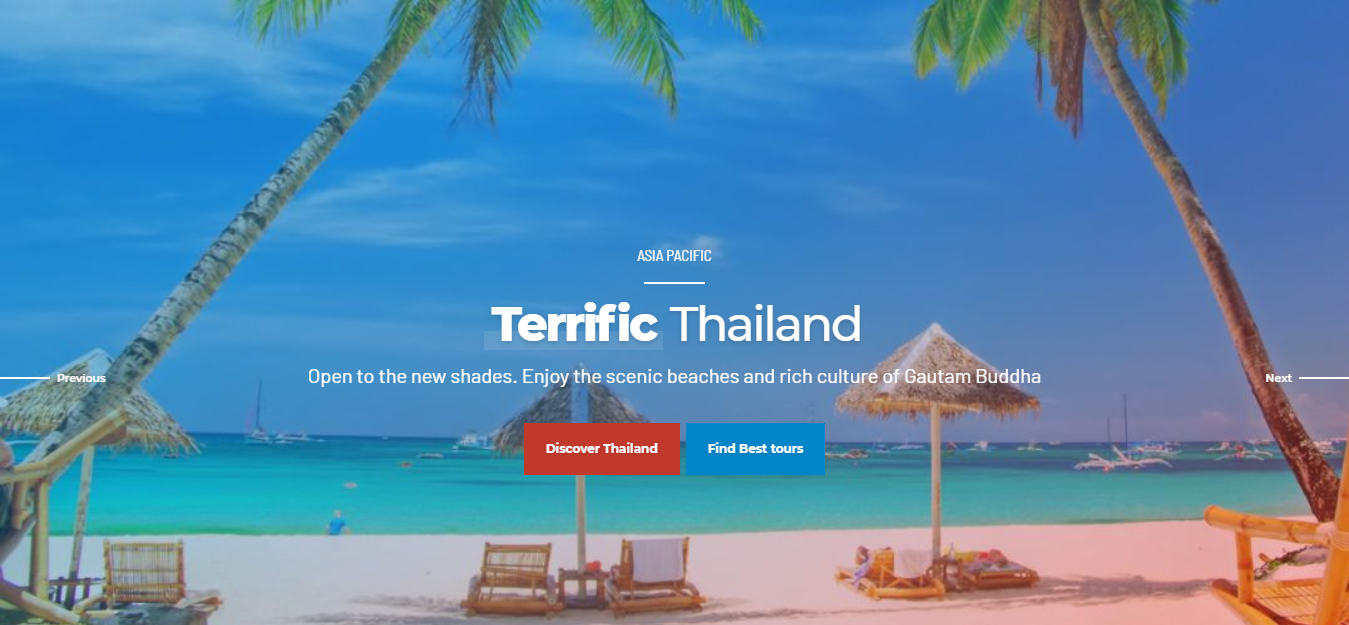 ASIA PACIFIC
Terrific Thailand
Open to the new shades. Enjoy the scenic beaches and rich culture of Gautam Buddha
Previous
Next
Discover Thailand
Find Best tours